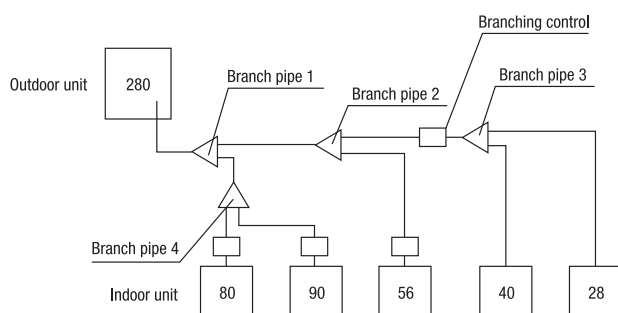 Branching control
Outdoor unit
280
Branch pipe 1
Branch pipe 2
Branch pipe 3
Branch pipe 4
Indoor unit
80
90
56
40
28